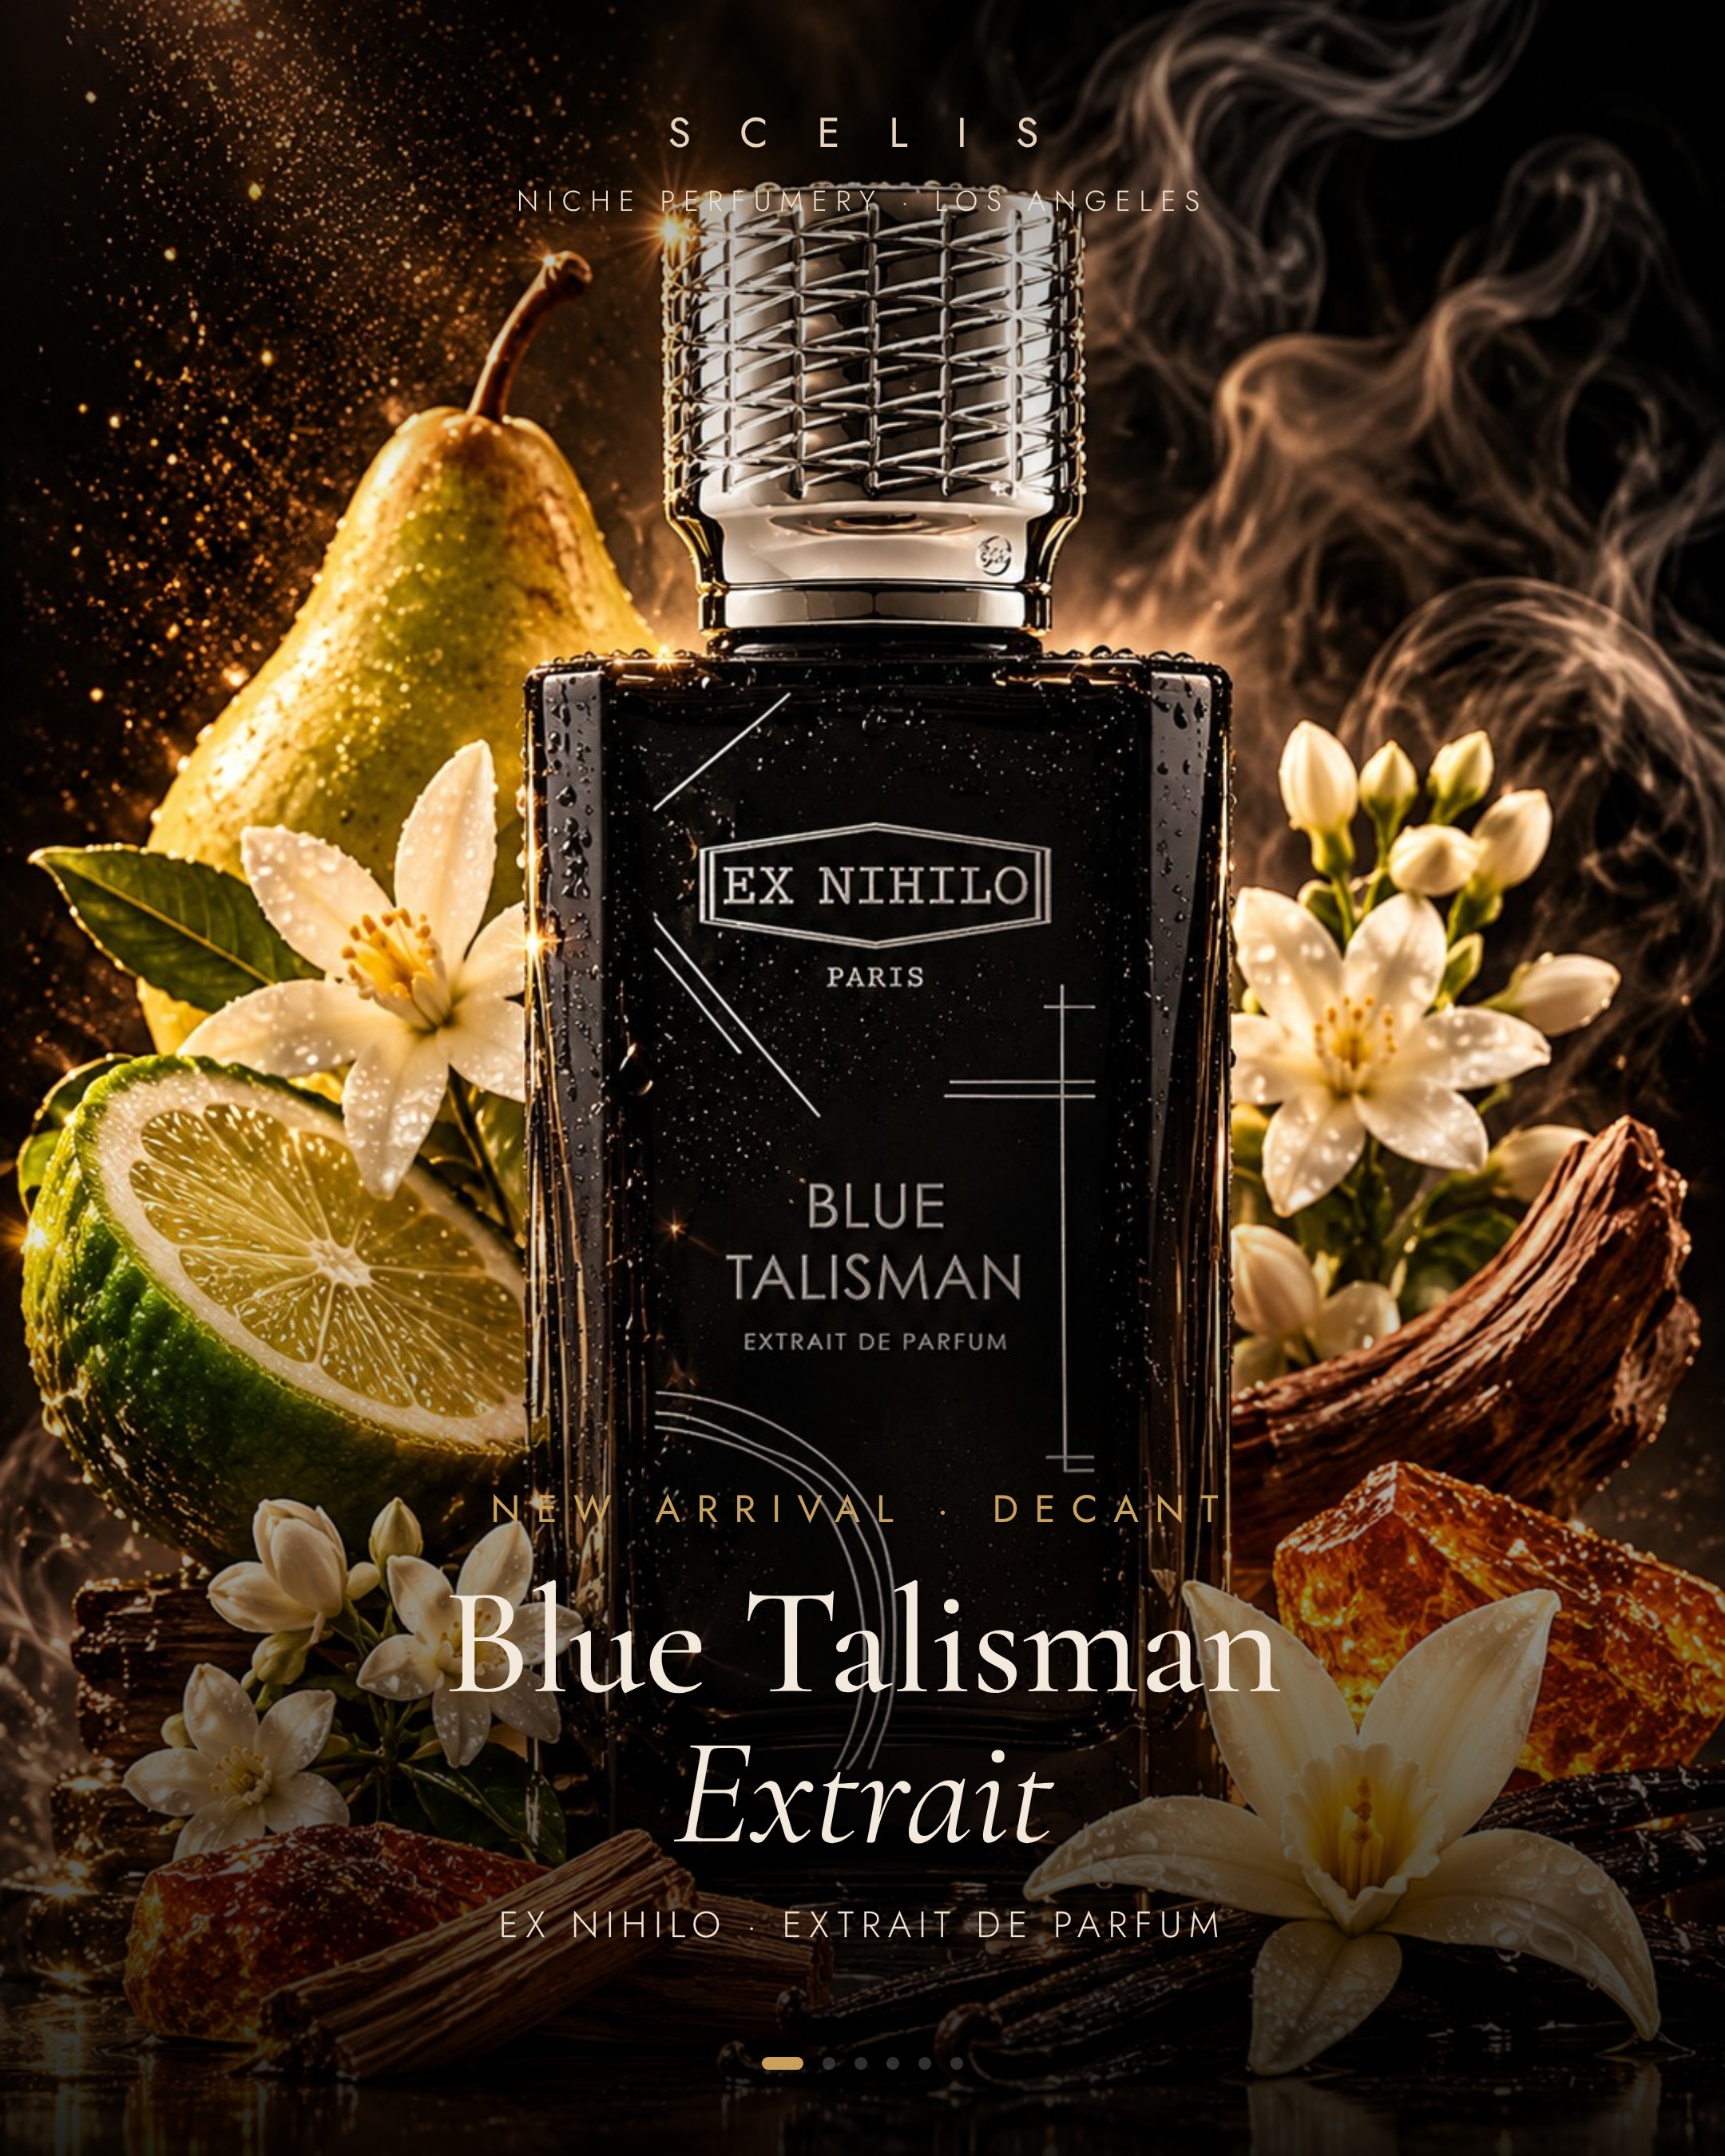 SCELIS
NICHE PERFUMERY · LOS ANGELES
EX NIHILO
PARIS
BLUE
TALISMAN
EXTRAIT DE PARFUM
NEW ARRIVAL · DECANT
Blue Talisman
Extrait
EX NIHILO · EXTRAIT DE PARFUM